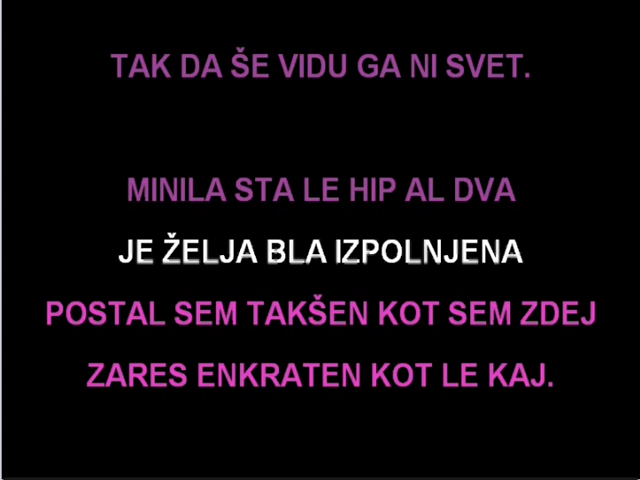 TAK DA ŠE VIDU GA NI SVET.
MINILA STA LE HIP AL DVA
JE ŽELJA BLA IZPOLNJENA
POSTAL SEM TAKŠEN KOT SEM ZDEJ
ZARES ENKRATEN KOT LE KAJ.